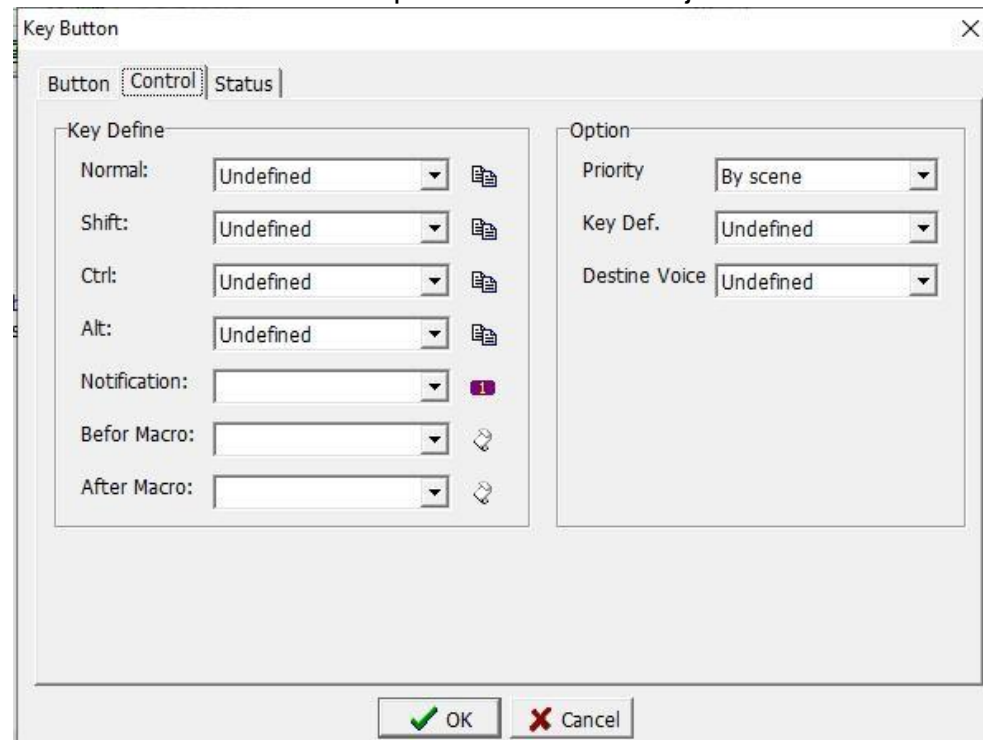 Key Button
Button Control Status
Key Define
Normal: Undefined
Shift: Undefined
Ctrl: Undefined
Alt: Undefined
Notification: 1
Befor Macro:
After Macro:
Option
Priority By scene
Key Def. Undefined
Destine Voice Undefined
OK Cancel